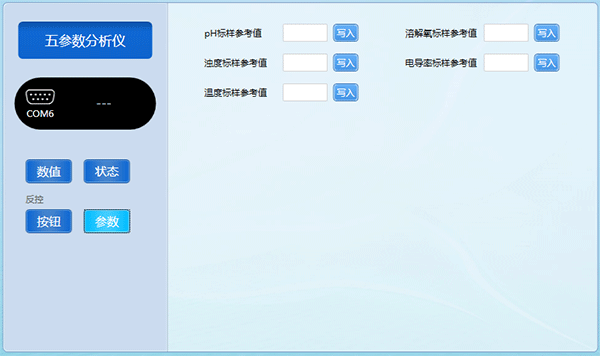 五参数分析仪
COM6
---
数值 状态
反控
按钮 参数
pH标样参考值 写入 溶解氧标样参考值 写入
浊度标样参考值 写入 电导率标样参考值 写入
温度标样参考值 写入